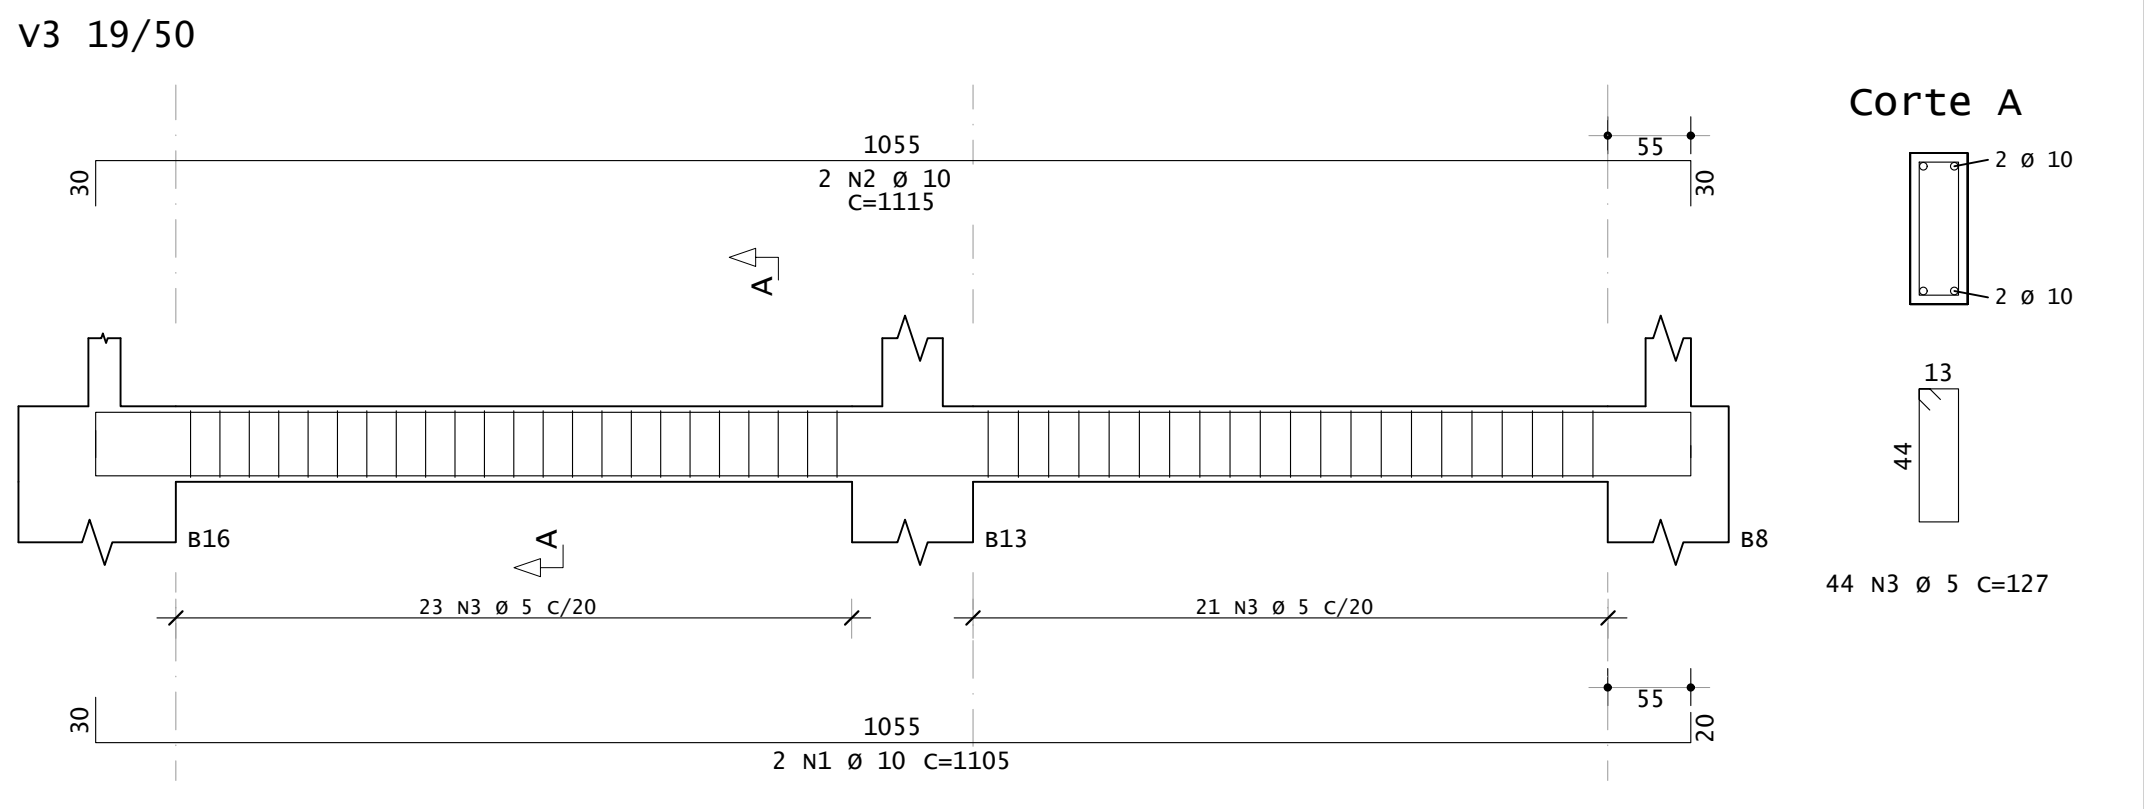 V3 19/50
Corte A
1055
55
30
2 N2 Ø 10
C=1115
30
2 Ø 10
A
2 Ø 10
13
44
B16
A
B13
B8
44 N3 Ø 5 C=127
23 N3 Ø 5 C/20
21 N3 Ø 5 C/20
55
30
1055
20
2 N1 Ø 10 C=1105